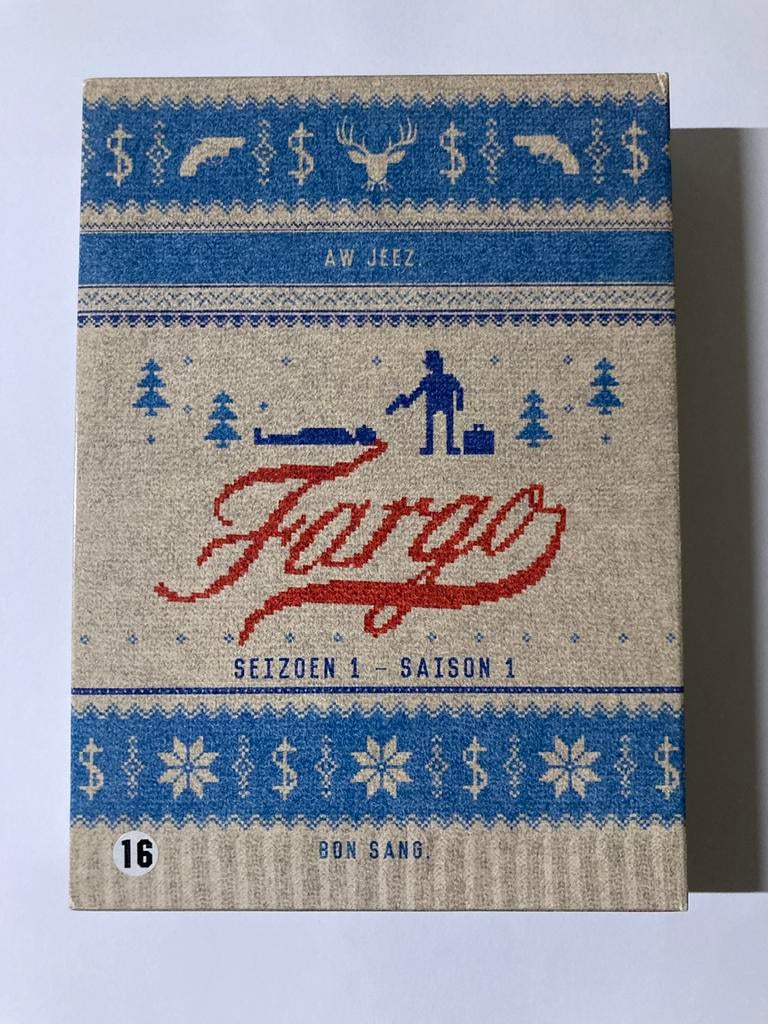 AW JEEZ.
Fargo
SEIZOEN 1 - SAISON 1
16
BON SANG.